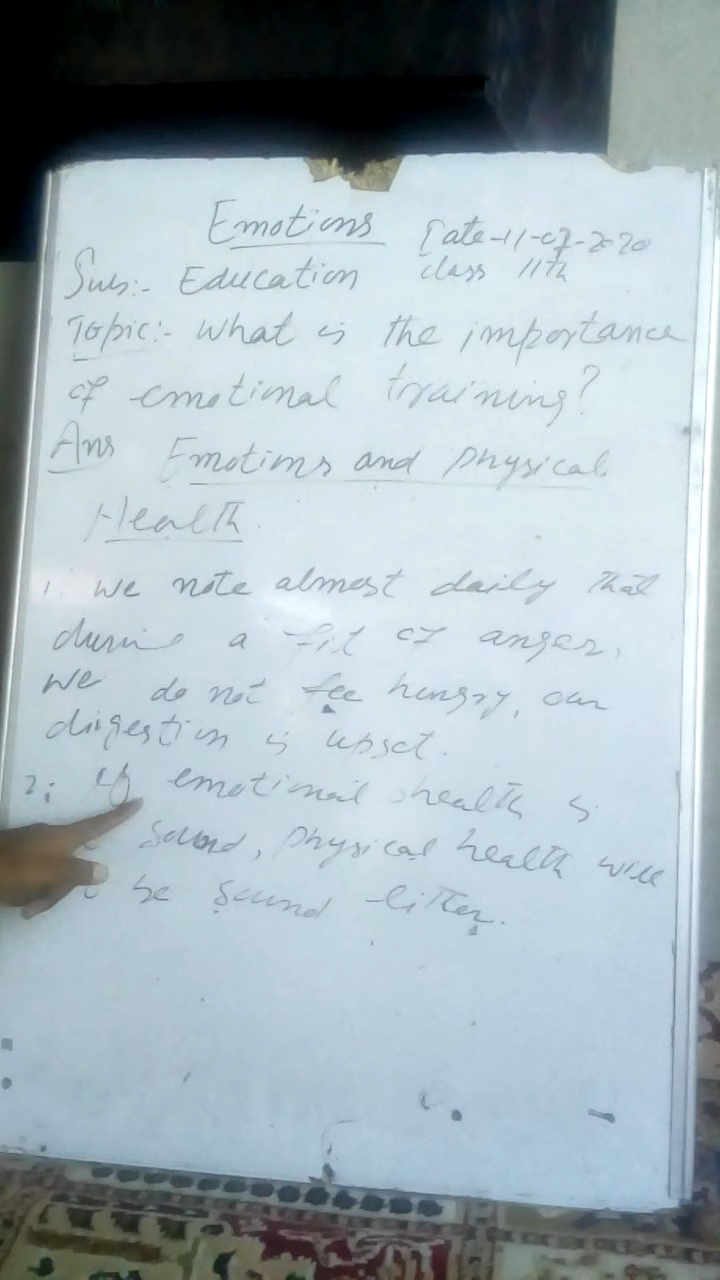 Emotions
Date-11-07-2020
Sub:- Education
class 11th
Topic:- What is the importance
of emotional training?
Ans Emotions and physical
Health.
1. we note almost daily that
during a fit of anger,
we do not fee hungry, our
digestion is upset.
2: If emotional health is
sound, physical health will
be sound either.